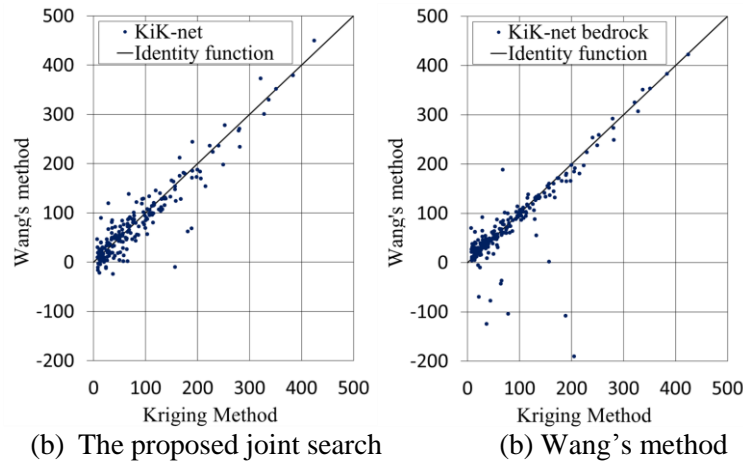 500
400
300
200
100
0
-100
-200
Wang's method
KiK-net
Identity function
0 100 200 300 400 500
Kriging Method
(b) The proposed joint search
500
400
300
200
100
0
-100
-200
Wang's method
KiK-net bedrock
Identity function
0 100 200 300 400 500
Kriging Method
(b) Wang’s method